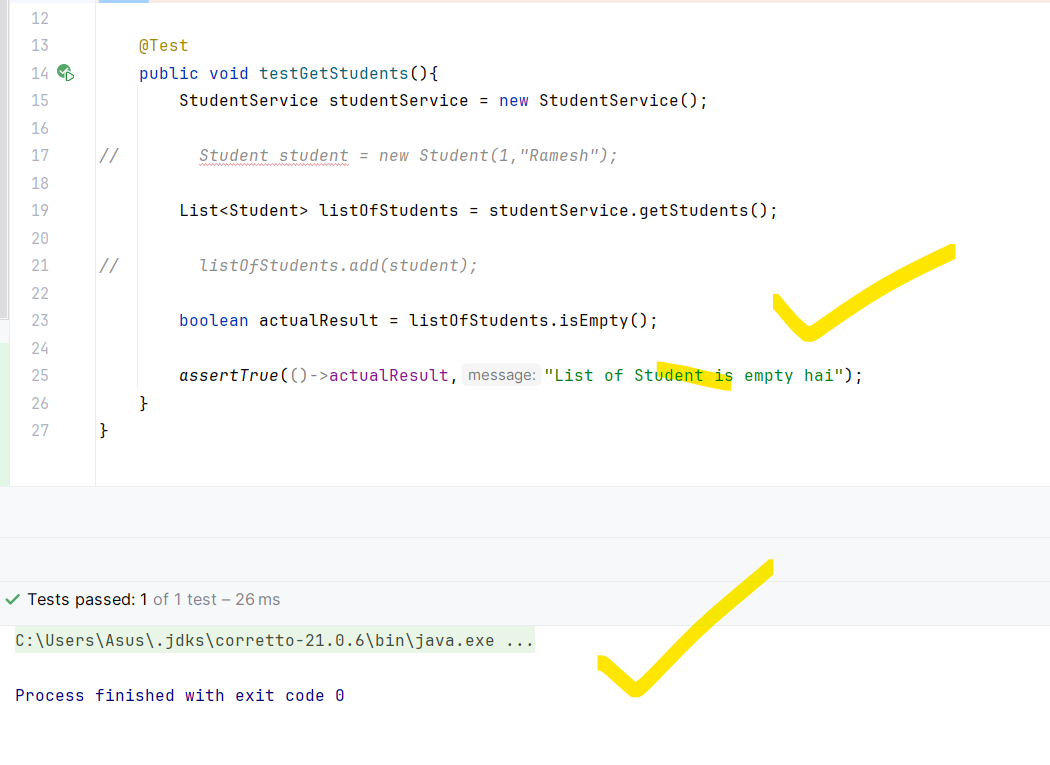 12
13 @Test
14 public void testGetStudents(){
15 StudentService studentService = new StudentService();
16
17 // Student student = new Student(1,"Ramesh");
18
19 List<Student> listOfStudents = studentService.getStudents();
20
21 // listOfStudents.add(student);
22
23 boolean actualResult = listOfStudents.isEmpty();
24
25 assertTrue(()->actualResult, message: "List of Student is empty hai");
26 }
27 }
Tests passed: 1 of 1 test – 26 ms
C:\Users\Asus\.jdks\corretto-21.0.6\bin\java.exe ...
Process finished with exit code 0